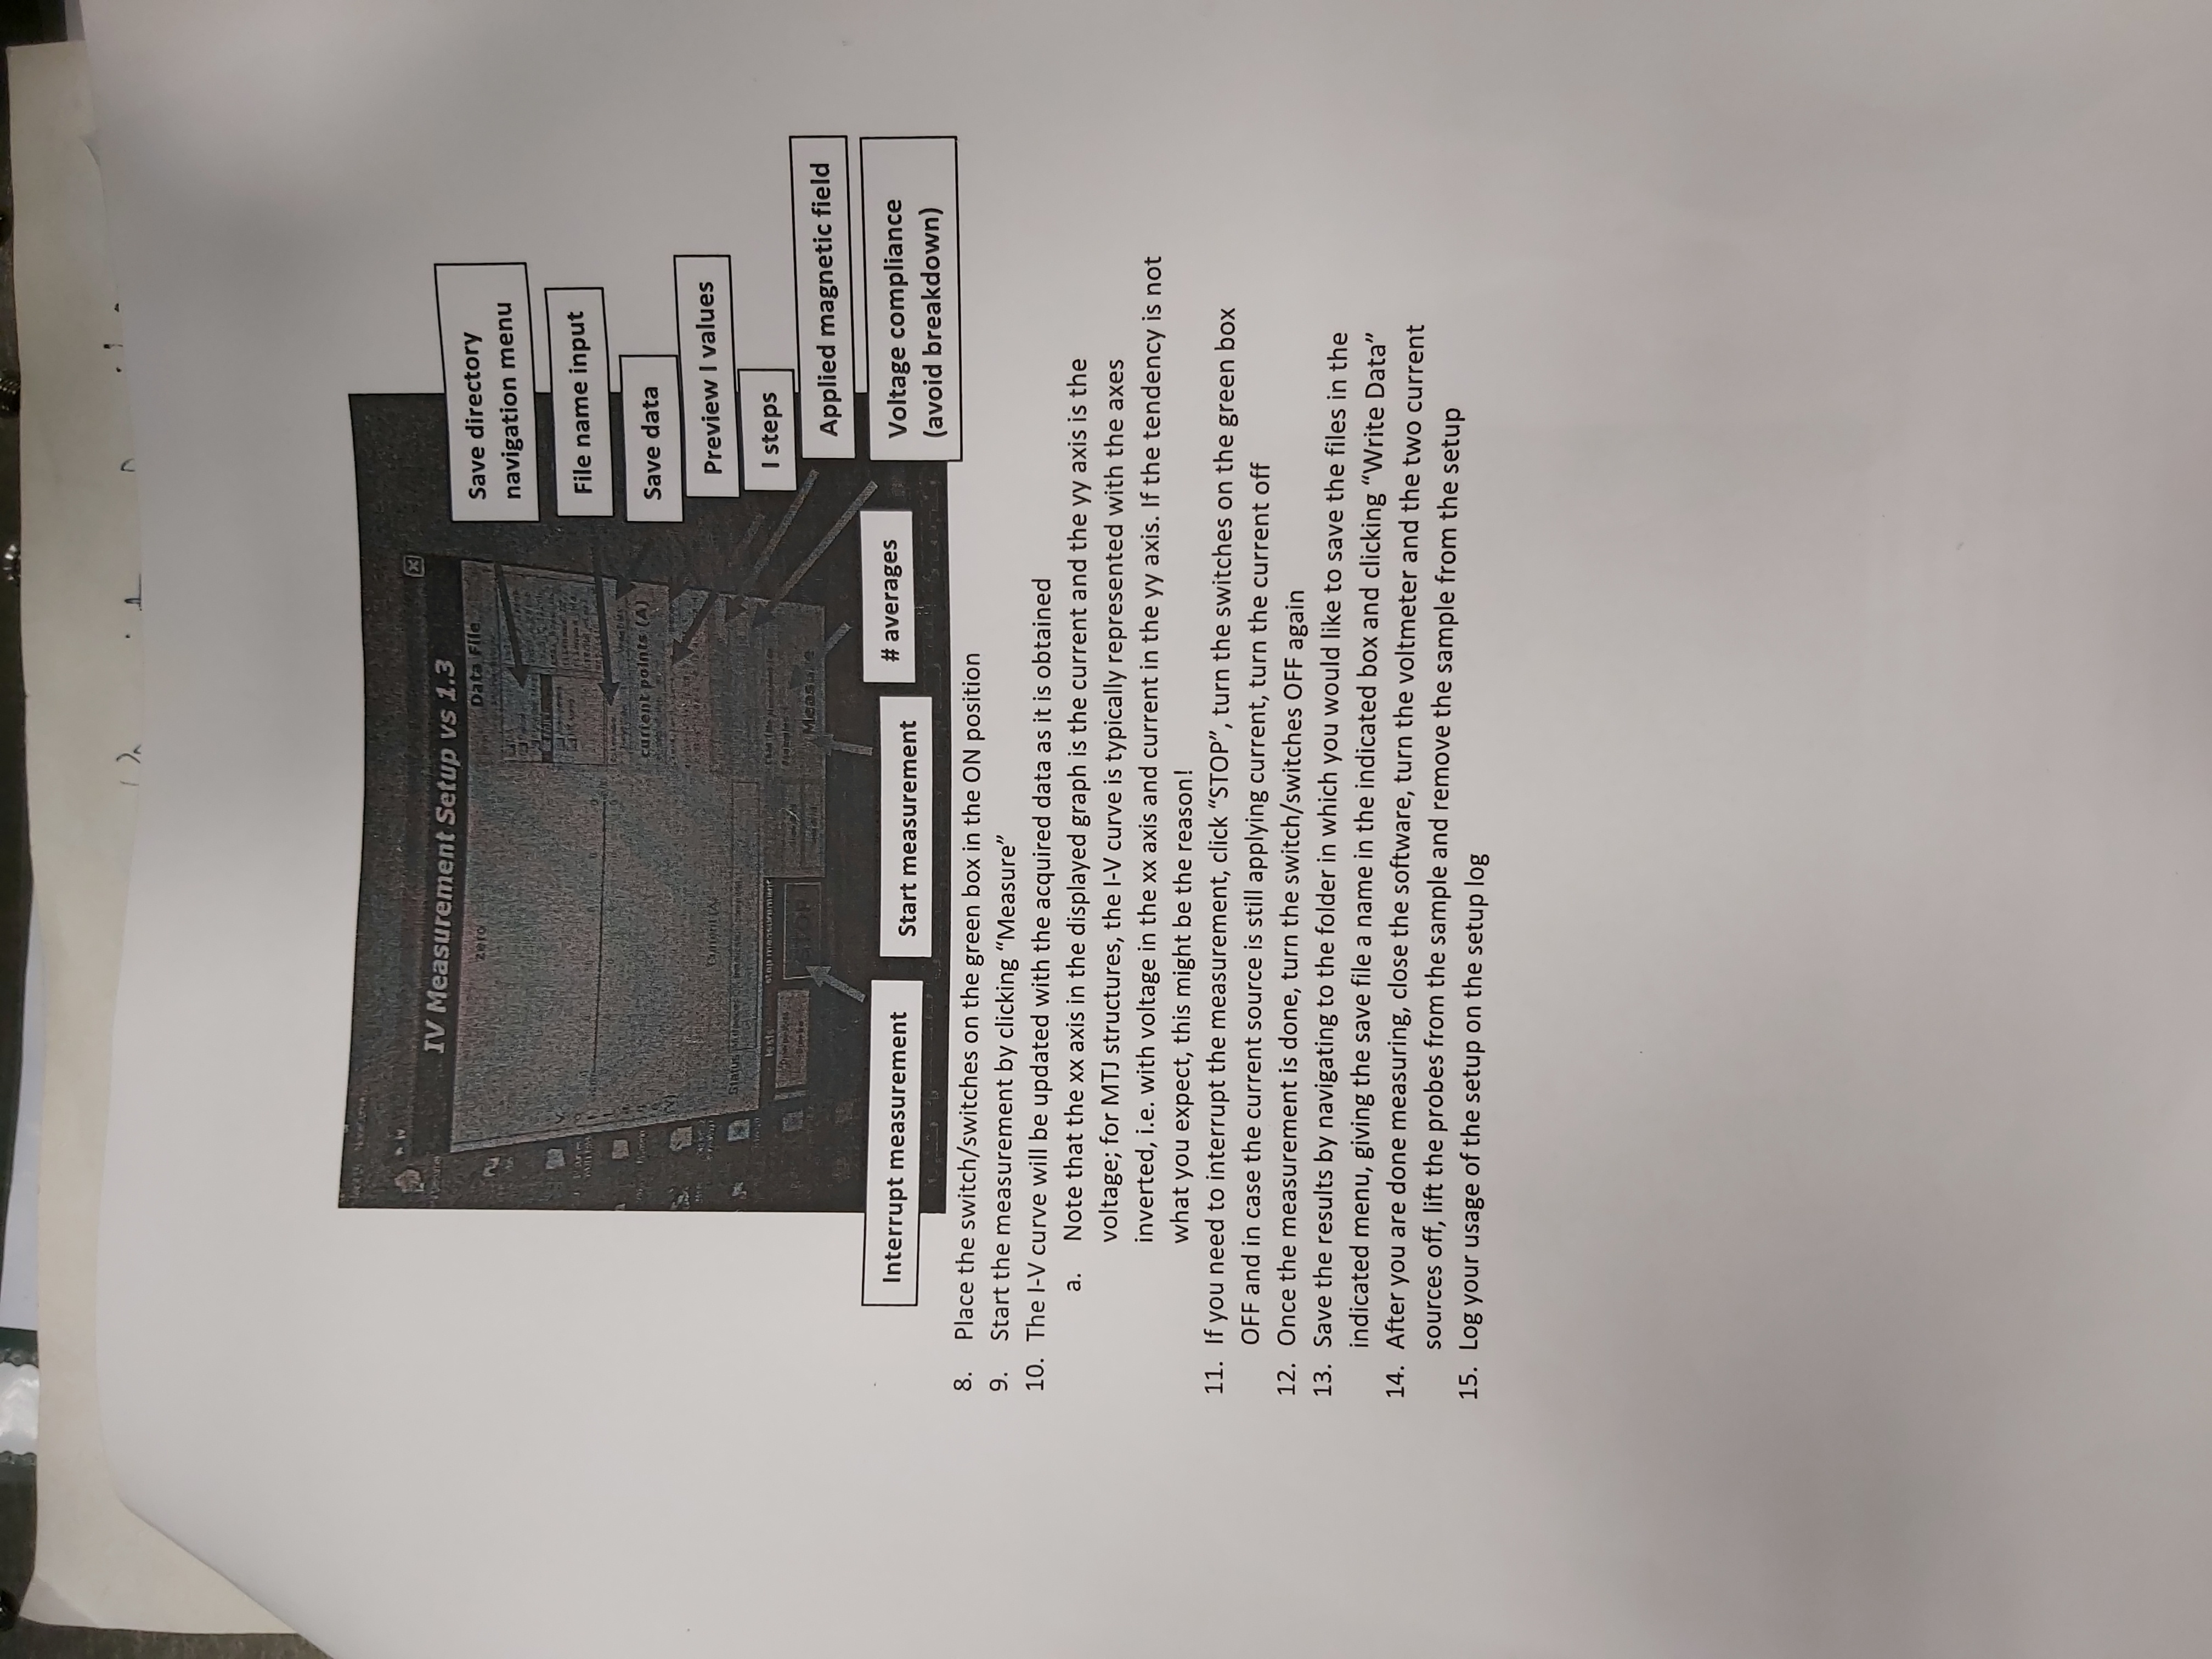 IV Measurement Setup vs 1.3
zero
Data File
Save directory
navigation menu
File name input
current points (A)
Save data
Preview I values
Current (A)
Status
I steps
tests
stop measurement
STOP
Measure
Applied magnetic field
Interrupt measurement
Start measurement
# averages
Voltage compliance
(avoid breakdown)
8. Place the switch/switches on the green box in the ON position
9. Start the measurement by clicking “Measure”
10. The I-V curve will be updated with the acquired data as it is obtained
a. Note that the xx axis in the displayed graph is the current and the yy axis is the
voltage; for MTJ structures, the I-V curve is typically represented with the axes
inverted, i.e. with voltage in the xx axis and current in the yy axis. If the tendency is not
what you expect, this might be the reason!
11. If you need to interrupt the measurement, click “STOP”, turn the switches on the green box
OFF and in case the current source is still applying current, turn the current off
12. Once the measurement is done, turn the switch/switches OFF again
13. Save the results by navigating to the folder in which you would like to save the files in the
indicated menu, giving the save file a name in the indicated box and clicking “Write Data”
14. After you are done measuring, close the software, turn the voltmeter and the two current
sources off, lift the probes from the sample and remove the sample from the setup
15. Log your usage of the setup on the setup log